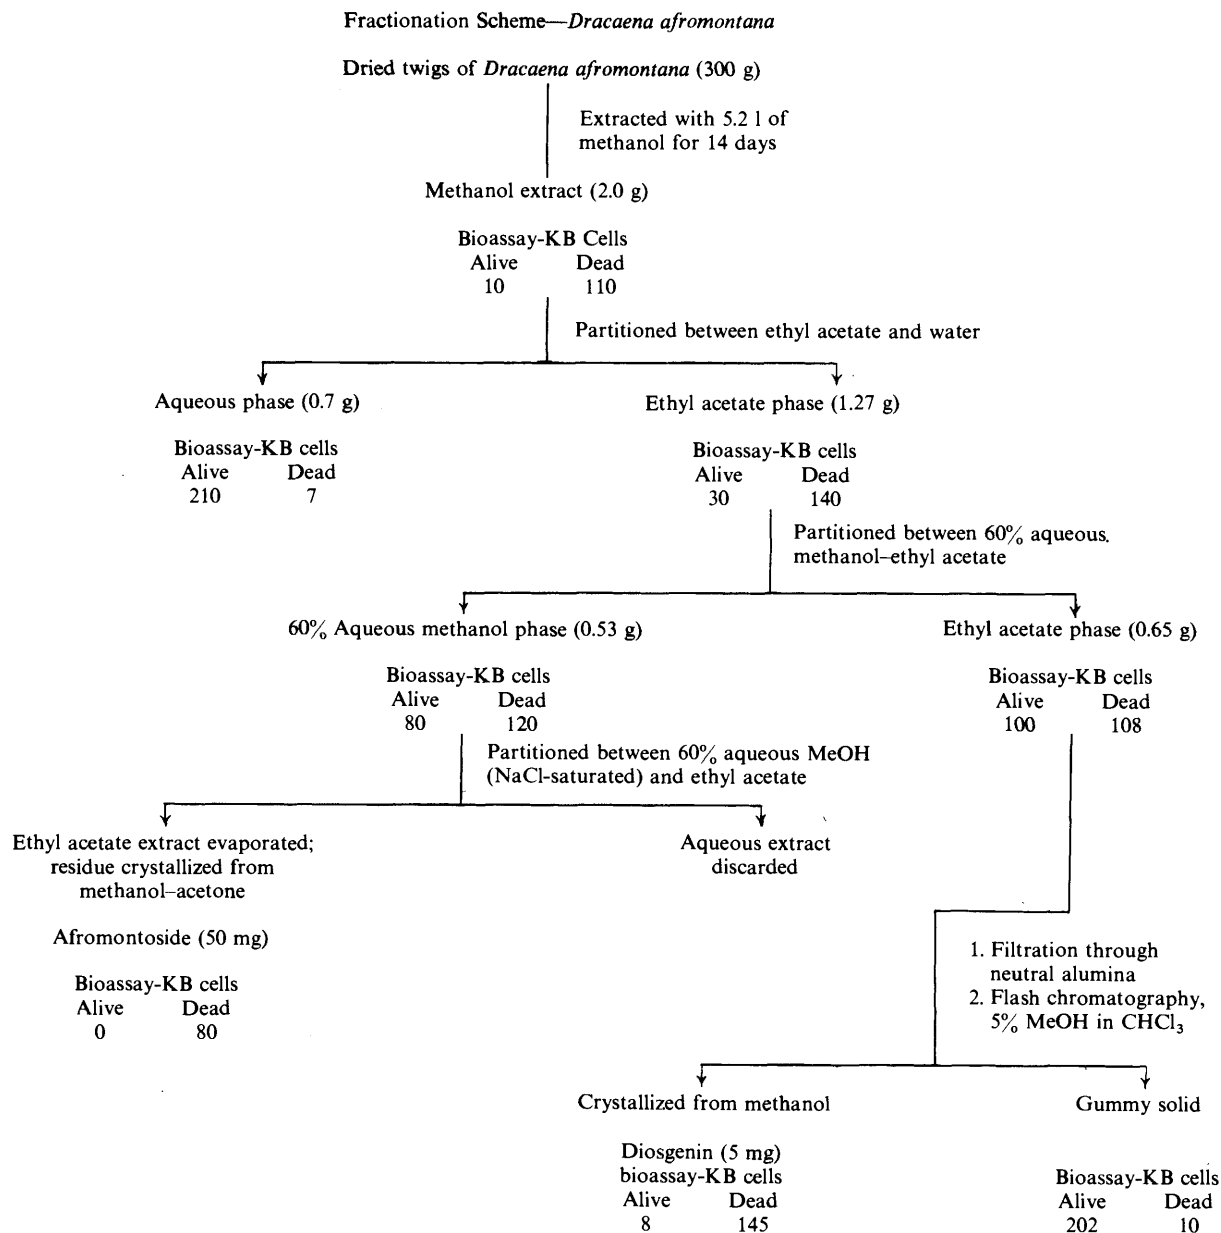 Fractionation Scheme—Dracaena afromontana
Dried twigs of Dracaena afromontana (300 g)
Extracted with 5.2 l of
methanol for 14 days
Methanol extract (2.0 g)
Bioassay-KB Cells
Alive Dead
10 110
Partitioned between ethyl acetate and water
Aqueous phase (0.7 g)
Bioassay-KB cells
Alive Dead
210 7
Ethyl acetate phase (1.27 g)
Bioassay-KB cells
Alive Dead
30 140
Partitioned between 60% aqueous.
methanol–ethyl acetate
60% Aqueous methanol phase (0.53 g)
Bioassay-KB cells
Alive Dead
80 120
Ethyl acetate phase (0.65 g)
Bioassay-KB cells
Alive Dead
100 108
Partitioned between 60% aqueous MeOH
(NaCl-saturated) and ethyl acetate
Ethyl acetate extract evaporated;
residue crystallized from
methanol–acetone
Afromontoside (50 mg)
Bioassay-KB cells
Alive Dead
0 80
Aqueous extract
discarded
1. Filtration through
neutral alumina
2. Flash chromatography,
5% MeOH in CHCl₃
Crystallized from methanol
Diosgenin (5 mg)
bioassay-KB cells
Alive Dead
8 145
Gummy solid
Bioassay-KB cells
Alive Dead
202 10